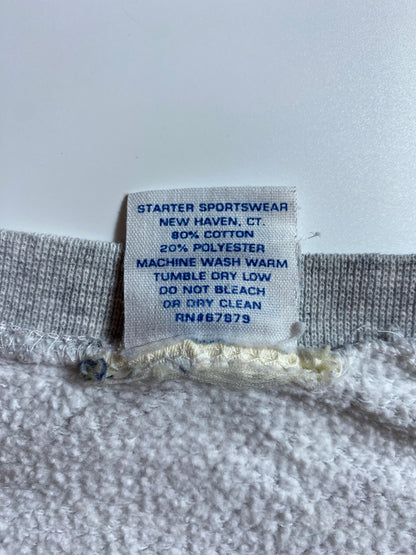 STARTER SPORTSWEAR
NEW HAVEN, CT.
80% COTTON
20% POLYESTER
MACHINE WASH WARM
TUMBLE DRY LOW
DO NOT BLEACH
OR DRY CLEAN
RN#67879